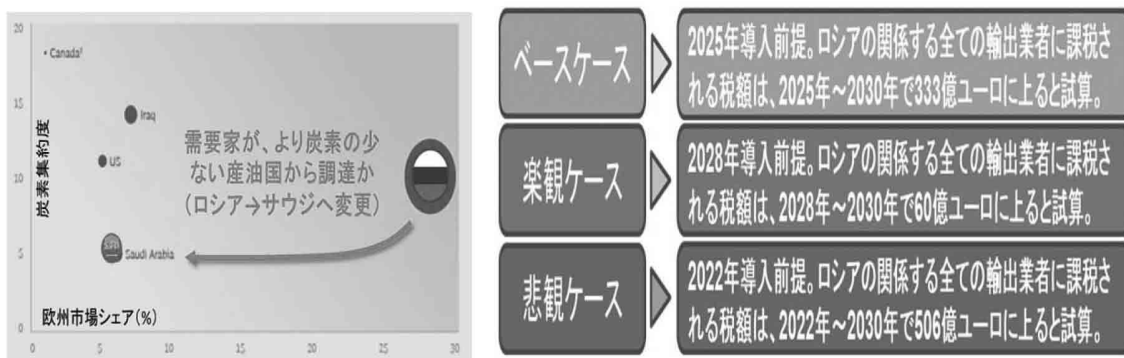 20
Canada¹
15
Iraq
炭素集約度
需要家が、より炭素の少
ない産油国から調達か
(ロシア→サウジへ変更)
US
10
5
Saudi Arabia
欧州市場シェア(%)
0
0
5
10
15
20
25
30
ベースケース
2025年導入前提。ロシアの関係する全ての輸出業者に課税さ
れる税額は、2025年～2030年で333億ユーロに上ると試算。
楽観ケース
2028年導入前提。ロシアの関係する全ての輸出業者に課税さ
れる税額は、2028年～2030年で60億ユーロに上ると試算。
悲観ケース
2022年導入前提。ロシアの関係する全ての輸出業者に課税さ
れる税額は、2022年～2030年で506億ユーロに上ると試算。